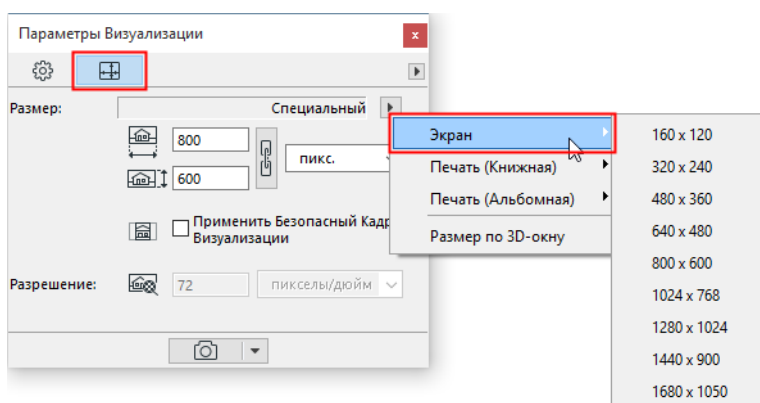 Параметры Визуализации
x
Размер:
Специальный
800
600
пикс.
Применить Безопасный Кадр
Визуализации
Разрешение:
72
пикселы/дюйм
Экран
Печать (Книжная)
Печать (Альбомная)
Размер по 3D-окну
160 x 120
320 x 240
480 x 360
640 x 480
800 x 600
1024 x 768
1280 x 1024
1440 x 900
1680 x 1050